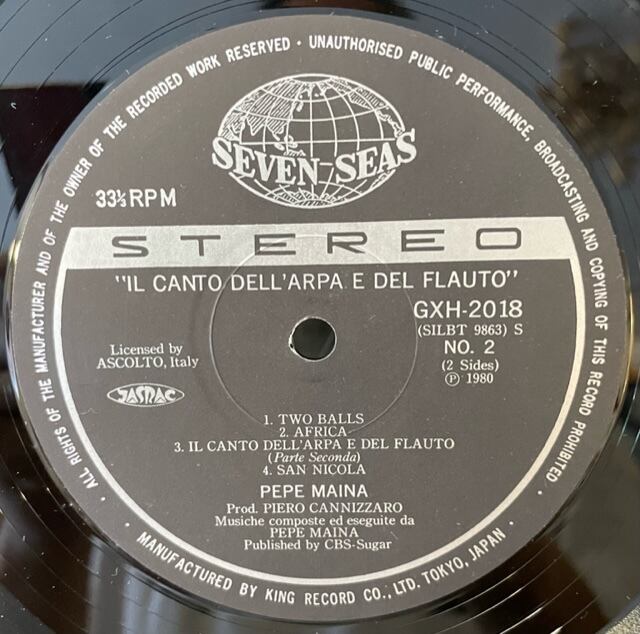 ALL RIGHTS OF THE MANUFACTURER AND OF THE OWNER OF THE RECORDED WORK RESERVED · UNAUTHORISED PUBLIC PERFORMANCE, BROADCASTING AND COPYING OF THIS RECORD PROHIBITED ·
SEVEN-SEAS
33⅓ RPM
STEREO
"IL CANTO DELL'ARPA E DEL FLAUTO"
GXH-2018
(SILBT 9863) S
NO. 2
(2 Sides)
Ⓟ 1980
Licensed by
ASCOLTO, Italy
JASRAC
1. TWO BALLS
2. AFRICA
3. IL CANTO DELL'ARPA E DEL FLAUTO
(Parte Seconda)
4. SAN NICOLA
PEPE MAINA
Prod. PIERO CANNIZZARO
Musiche composte ed eseguite da
PEPE MAINA
Published by CBS-Sugar
· MANUFACTURED BY KING RECORD CO., LTD. TOKYO, JAPAN ·